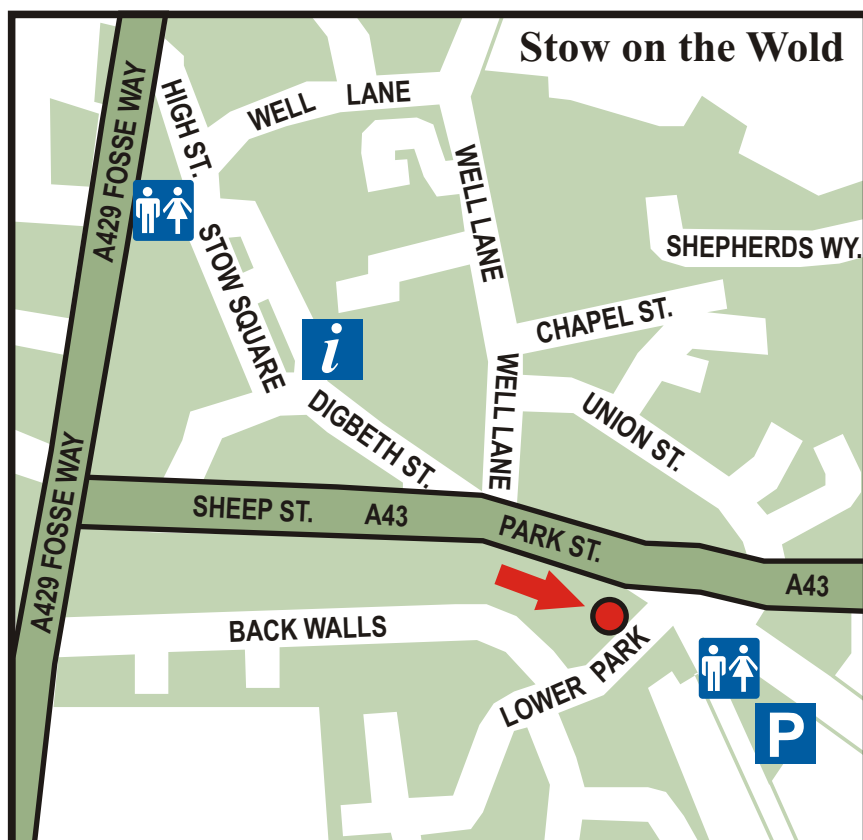 Stow on the Wold
A429 FOSSE WAY
HIGH ST.
WELL LANE
WELL LANE
SHEPHERDS WY.
STOW SQUARE
CHAPEL ST.
i
DIGBETH ST.
WELL LANE
UNION ST.
A429 FOSSE WAY
SHEEP ST. A43
PARK ST.
A43
BACK WALLS
LOWER PARK
P